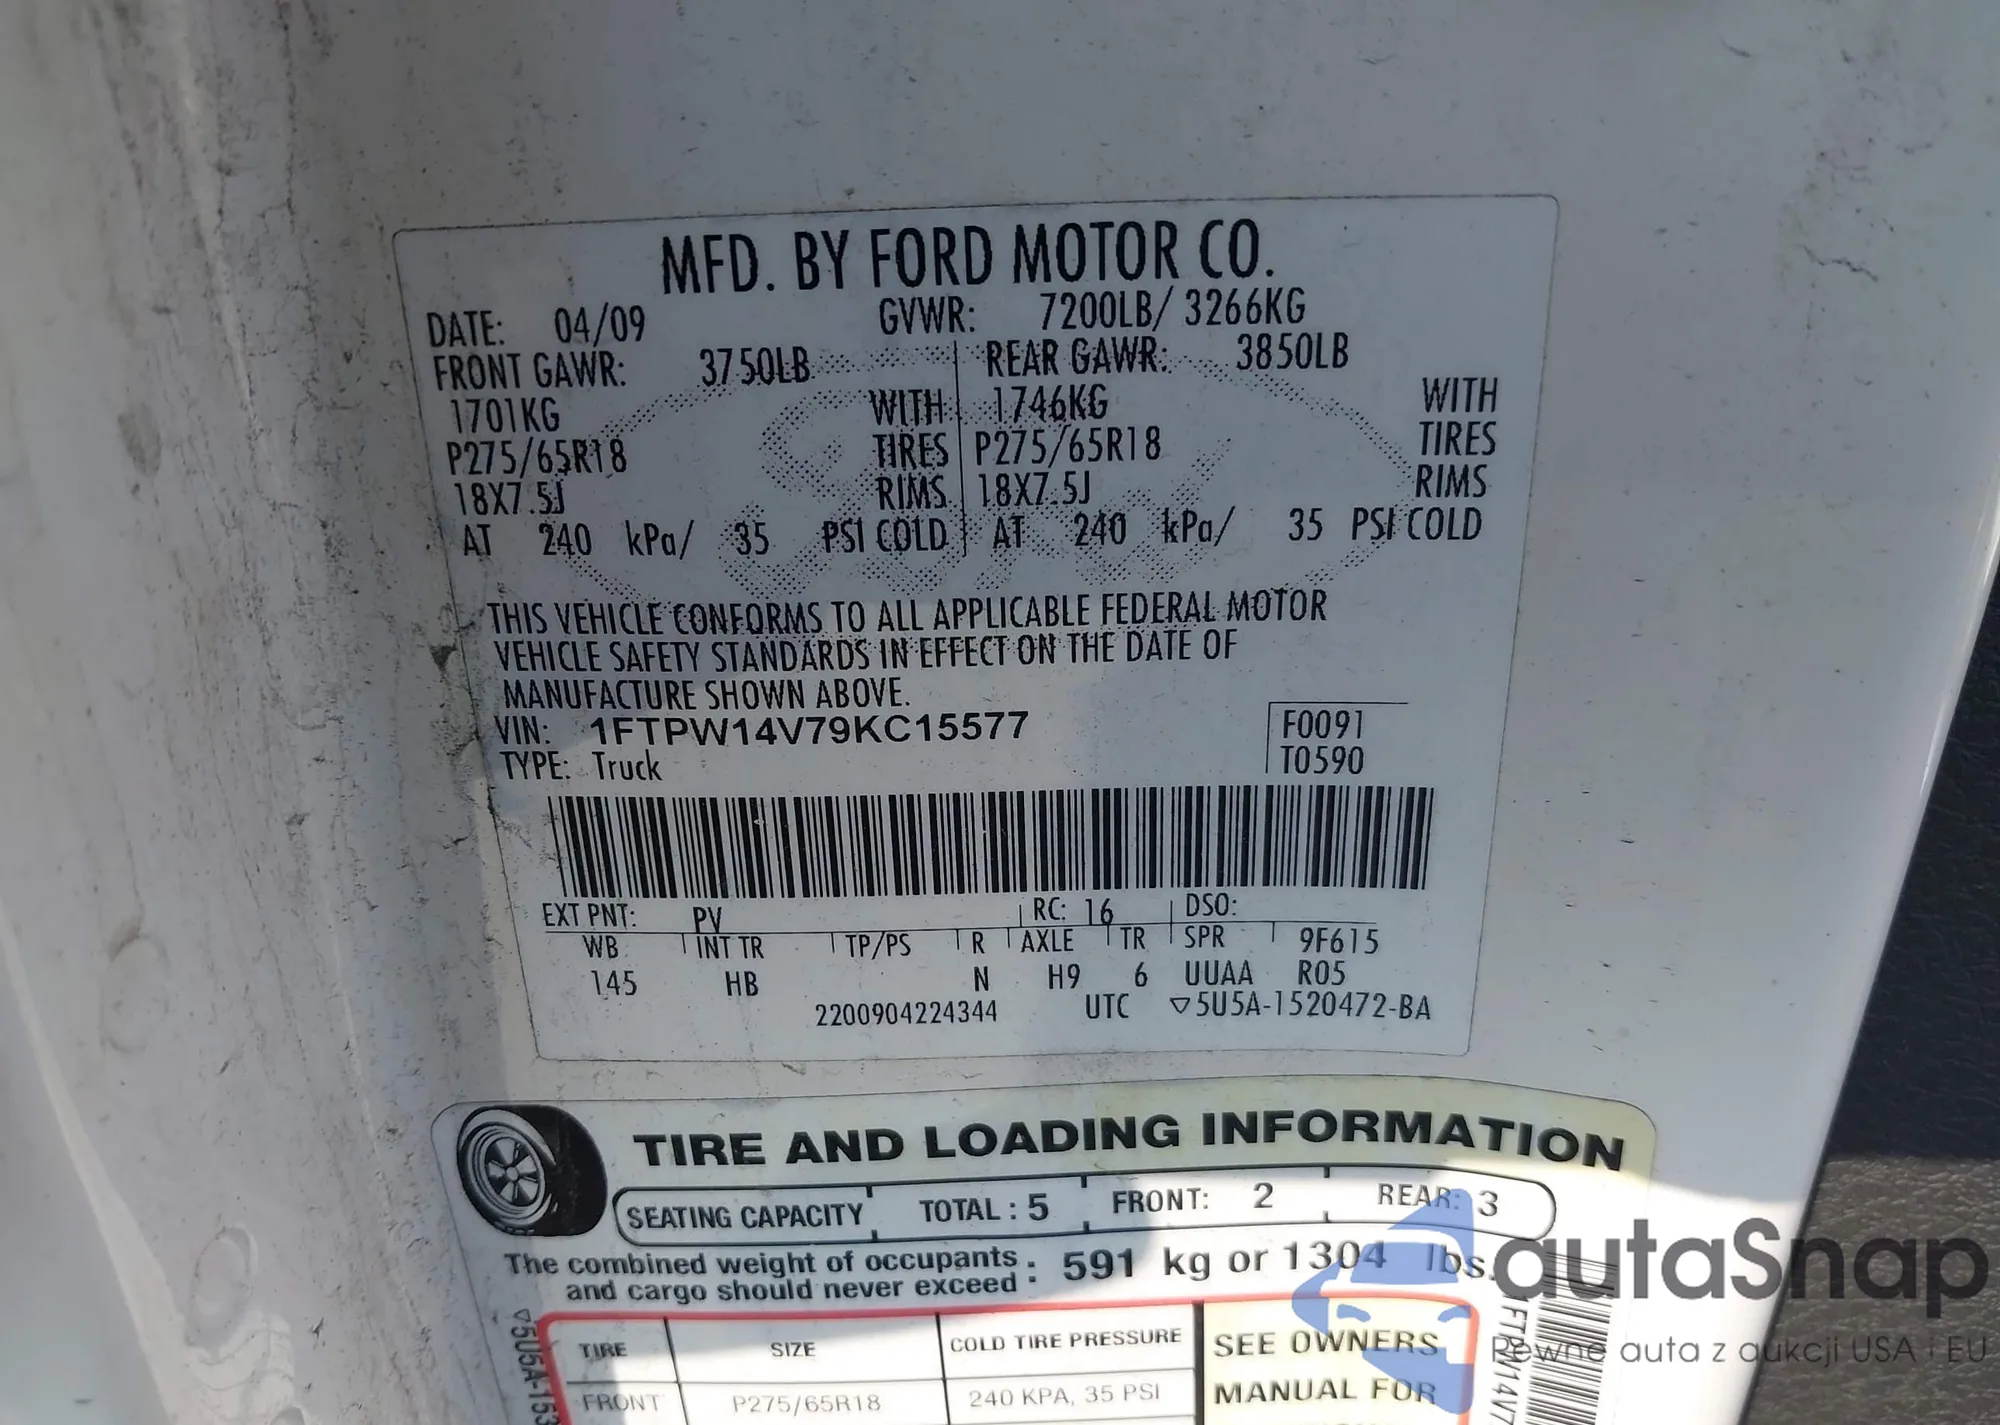 MFD. BY FORD MOTOR CO.
DATE: 04/09 GVWR: 7200LB/ 3266KG
FRONT GAWR: 3750LB REAR GAWR: 3850LB
1701KG WITH 1746KG WITH
P275/65R18 TIRES P275/65R18 TIRES
18X7.5J RIMS 18X7.5J RIMS
AT 240 kPa/ 35 PSI COLD AT 240 kPa/ 35 PSI COLD
THIS VEHICLE CONFORMS TO ALL APPLICABLE FEDERAL MOTOR
VEHICLE SAFETY STANDARDS IN EFFECT ON THE DATE OF
MANUFACTURE SHOWN ABOVE.
VIN: 1FTPW14V79KC15577 F0091
TYPE: Truck T0590
EXT PNT: PV RC: 16 DSO:
WB INT TR TP/PS R AXLE TR SPR 9F615
145 HB N H9 6 UUAA R05
2200904224344 UTC ▽5U5A-1520472-BA
TIRE AND LOADING INFORMATION
SEATING CAPACITY TOTAL : 5 FRONT: 2 REAR: 3
The combined weight of occupants : 591 kg or 1304 lbs.
and cargo should never exceed :
TIRE SIZE COLD TIRE PRESSURE SEE OWNERS
FRONT P275/65R18 240 KPA, 35 PSI MANUAL FOR
▽5U5A-153
1FTPW14V7
autaSnap
Pewne auta z aukcji USA i EU